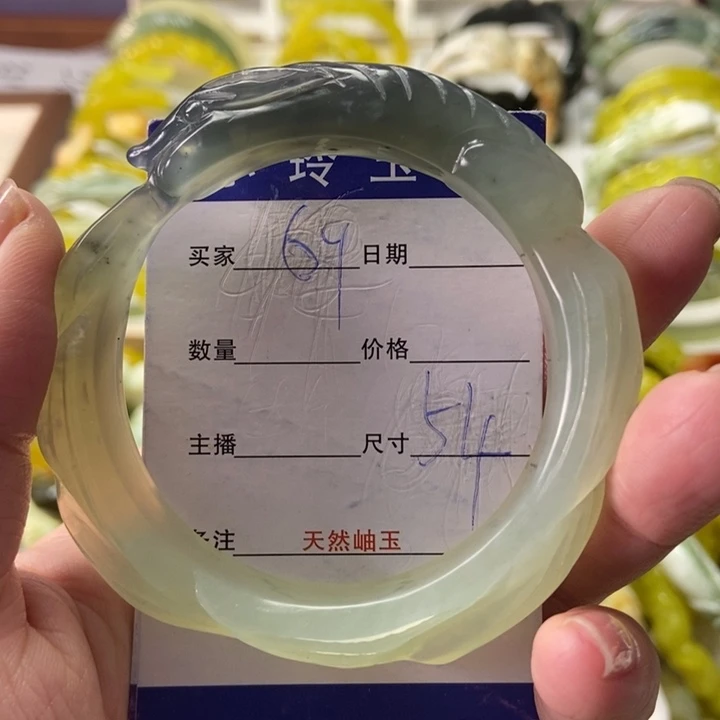 玲玉
买家 69 日期
数量 价格
主播 尺寸 54
备注 天然岫玉